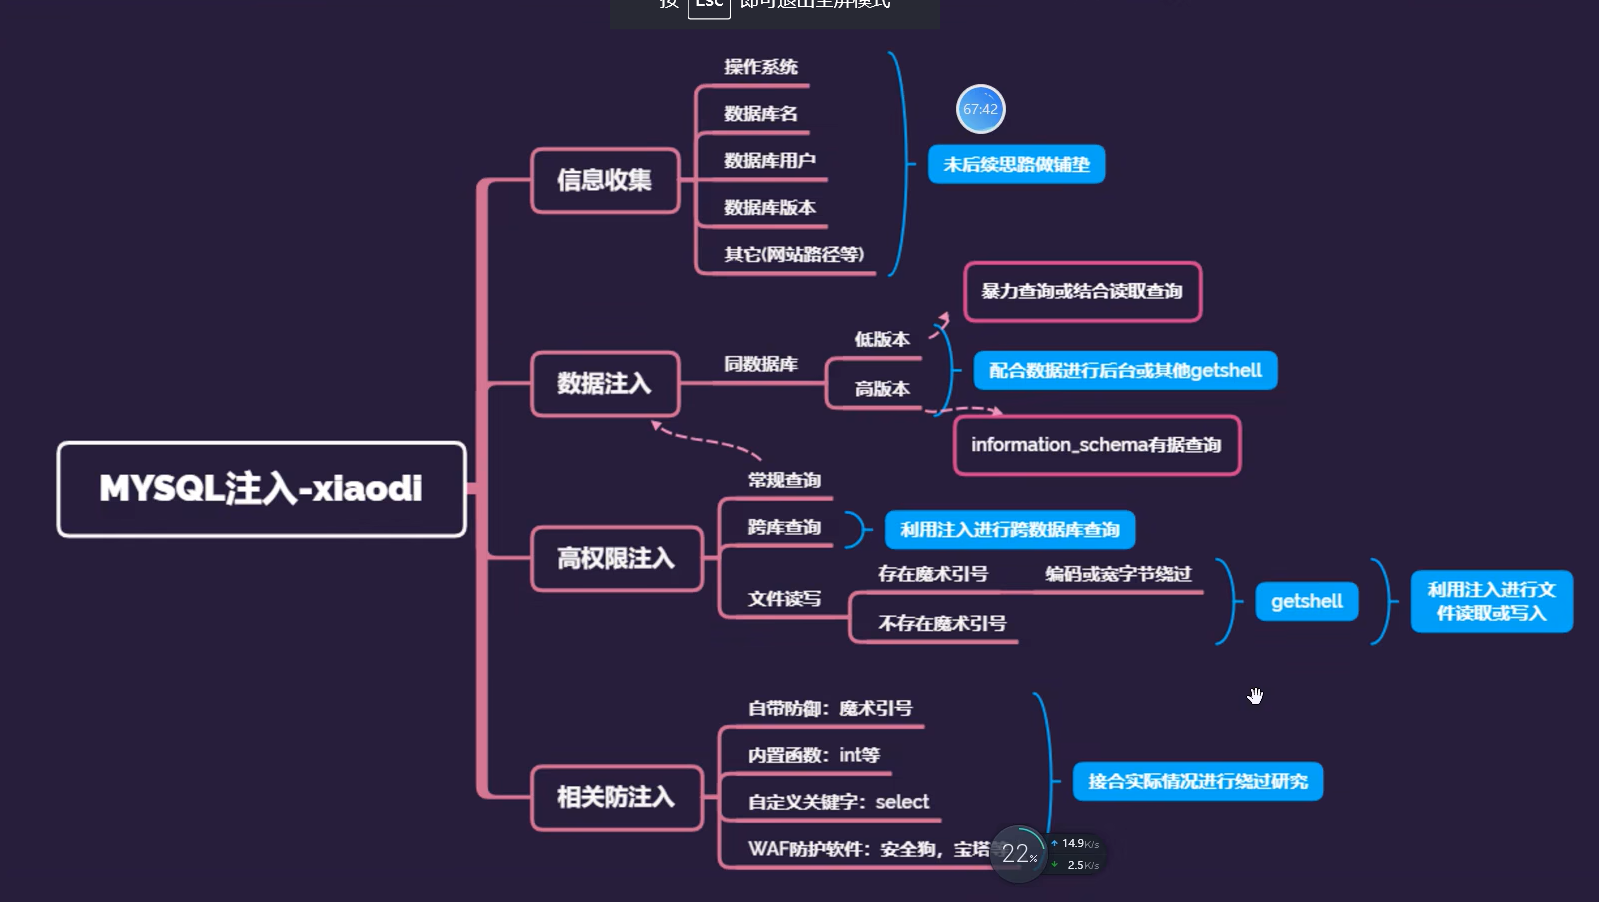 按 Esc 即可退出全屏模式
操作系统
数据库名
67:42
数据库用户
未后续思路做铺垫
信息收集
数据库版本
其它(网站路径等)
暴力查询或结合读取查询
低版本
同数据库
配合数据进行后台或其他getshell
数据注入
高版本
information_schema有据查询
MYSQL注入-xiaodi
常规查询
跨库查询
利用注入进行跨数据库查询
高权限注入
存在魔术引号
编码或宽字节绕过
文件读写
不存在魔术引号
getshell
利用注入进行文
件读取或写入
自带防御：魔术引号
内置函数：int等
接合实际情况进行绕过研究
相关防注入
自定义关键字：select
WAF防护软件：安全狗，宝塔等
22%
14.9K/s
2.5K/s